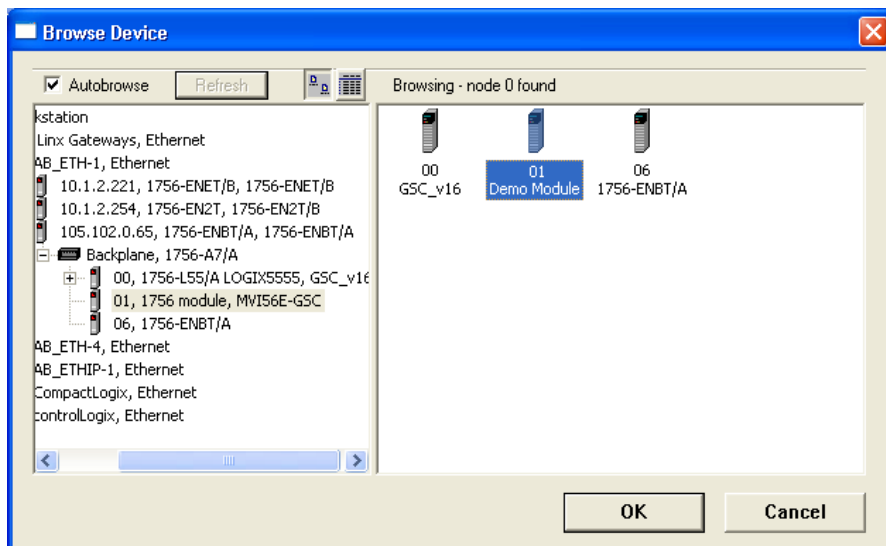 Browse Device
Autobrowse
Refresh
Browsing - node 0 found
kstation
Linx Gateways, Ethernet
AB_ETH-1, Ethernet
10.1.2.221, 1756-ENET/B, 1756-ENET/B
10.1.2.254, 1756-EN2T, 1756-EN2T/B
105.102.0.65, 1756-ENBT/A, 1756-ENBT/A
Backplane, 1756-A7/A
00, 1756-L55/A LOGIX5555, GSC_v16
01, 1756 module, MVI56E-GSC
06, 1756-ENBT/A
AB_ETH-4, Ethernet
AB_ETHIP-1, Ethernet
CompactLogix, Ethernet
controlLogix, Ethernet
00
GSC_v16
01
Demo Module
06
1756-ENBT/A
OK
Cancel